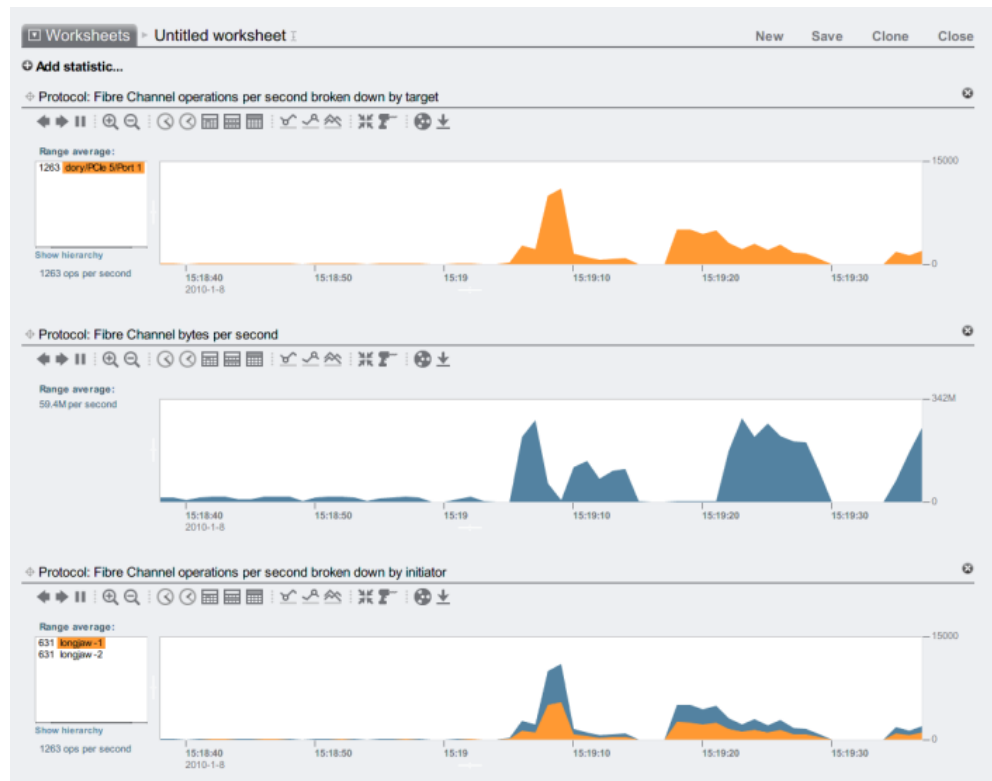 Worksheets Untitled worksheet
New Save Clone Close
Add statistic...
Protocol: Fibre Channel operations per second broken down by target
Range average:
1263 dory/PCIe 5/Port 1
15000
0
Show hierarchy
1263 ops per second
15:18:40 15:18:50 15:19 15:19:10 15:19:20 15:19:30
2010-1-8
Protocol: Fibre Channel bytes per second
Range average:
59.4M per second
342M
0
15:18:40 15:18:50 15:19 15:19:10 15:19:20 15:19:30
2010-1-8
Protocol: Fibre Channel operations per second broken down by initiator
Range average:
631 longjaw-1
631 longjaw-2
15000
0
Show hierarchy
1263 ops per second
15:18:40 15:18:50 15:19 15:19:10 15:19:20 15:19:30
2010-1-8